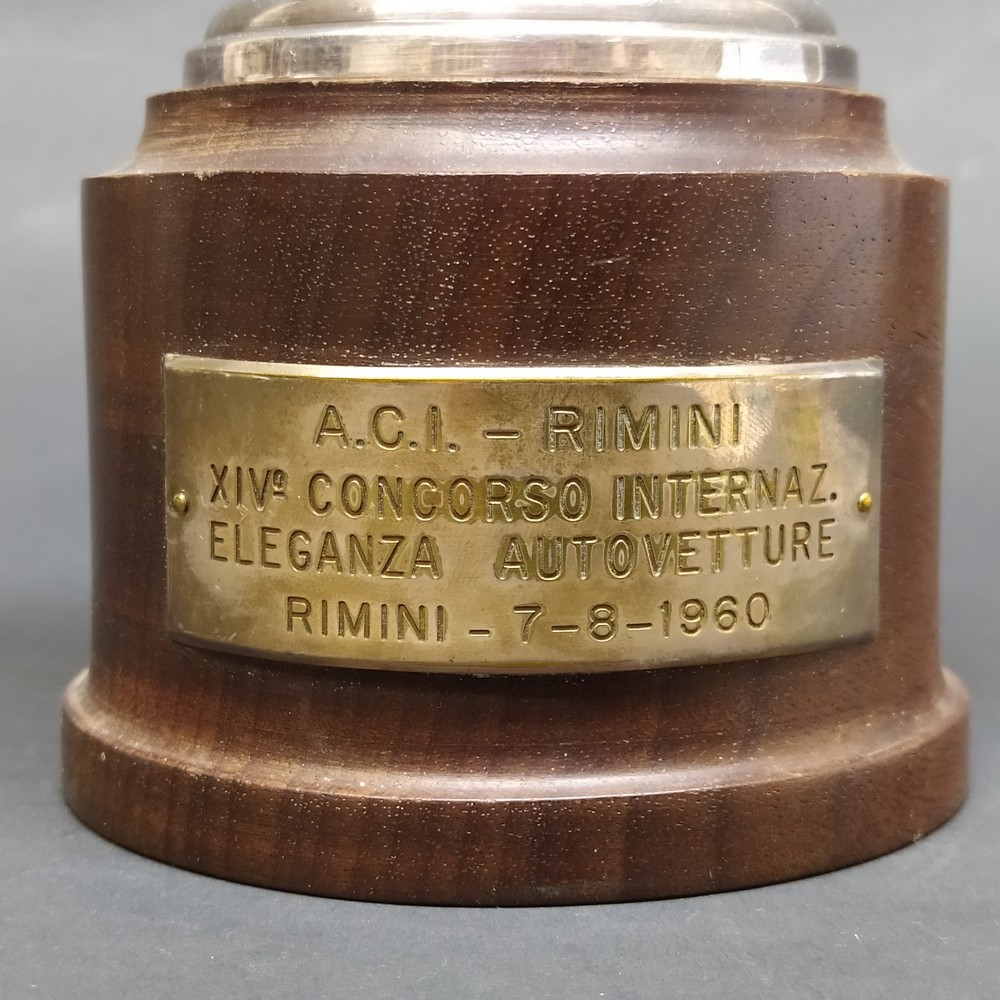 A.C.I. – RIMINI
XIVº CONCORSO INTERNAZ.
ELEGANZA AUTOVETTURE
RIMINI – 7–8–1960